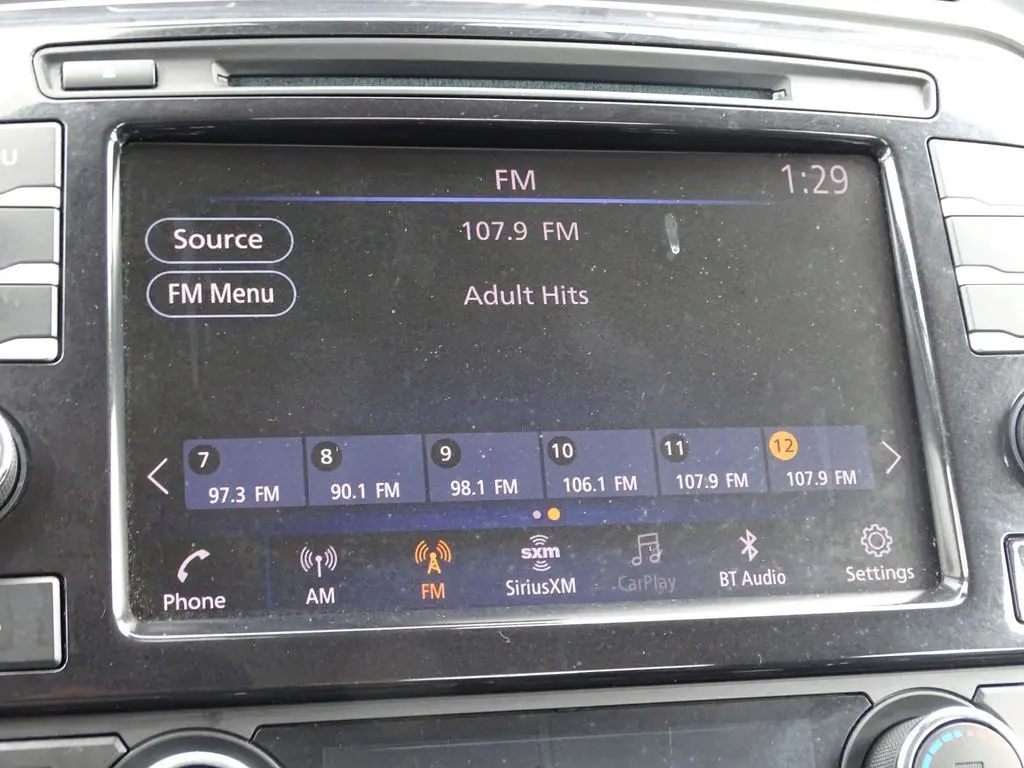 U
FM
1:29
Source
107.9 FM
FM Menu
Adult Hits
7
8
9
10
11
12
97.3 FM
90.1 FM
98.1 FM
106.1 FM
107.9 FM
107.9 FM
Phone
AM
FM
sxm
SiriusXM
CarPlay
BT Audio
Settings